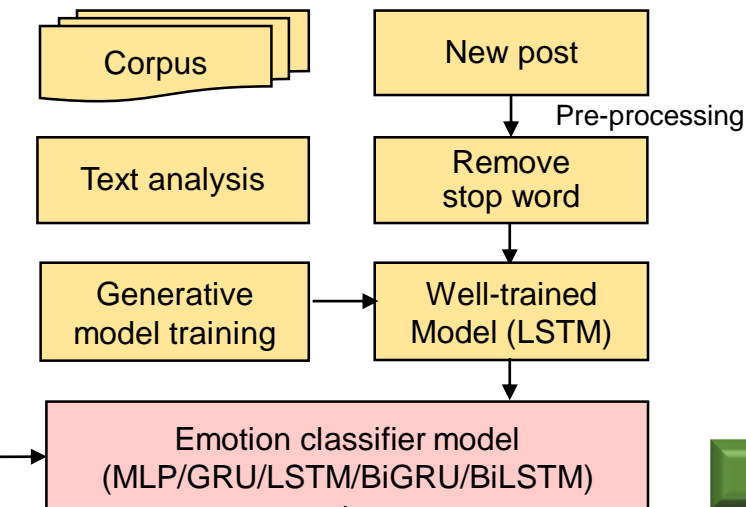 Corpus
New post
Pre-processing
Text analysis
Remove
stop word
Generative
model training
Well-trained
Model (LSTM)
Emotion classifier model
(MLP/GRU/LSTM/BiGRU/BiLSTM)